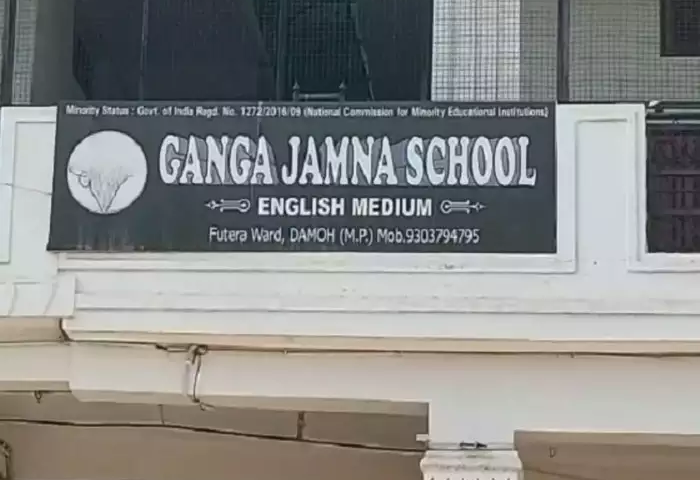 Minority Status : Govt. of India Regd. No. 1272/2016/09 (National Commission for Minority Educational Institutions)
GANGA JAMNA SCHOOL
ENGLISH MEDIUM
Futera Ward, DAMOH (M.P.) Mob.9303794795